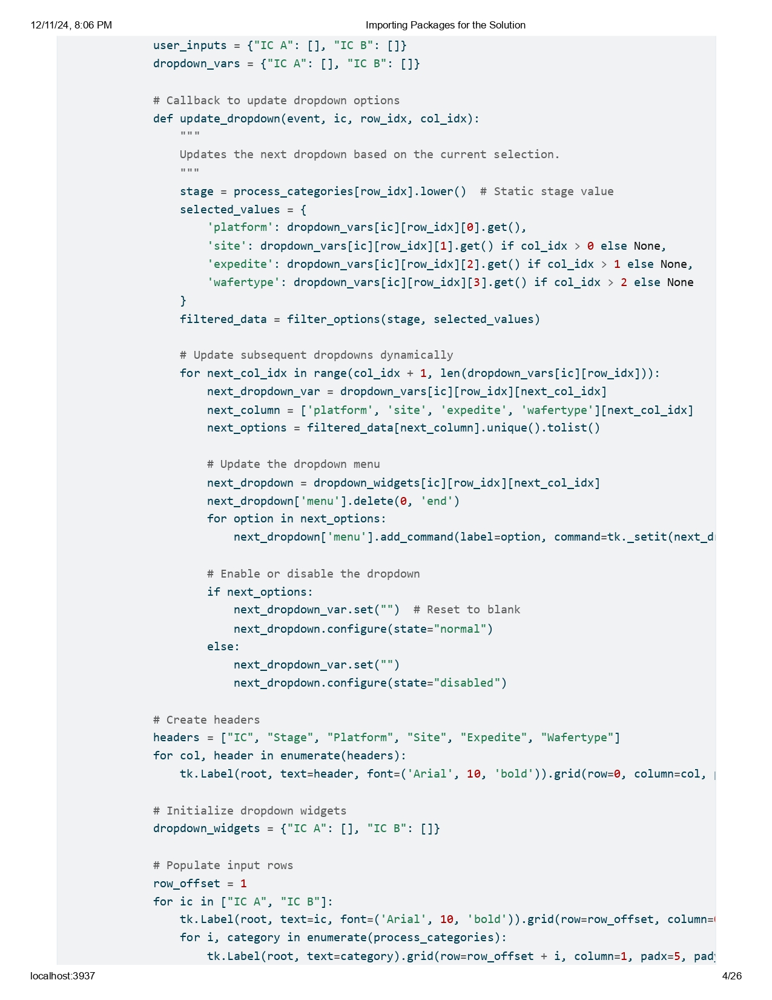 12/11/24, 8:06 PM Importing Packages for the Solution
user_inputs = {"IC A": [], "IC B": []}
dropdown_vars = {"IC A": [], "IC B": []}
# Callback to update dropdown options
def update_dropdown(event, ic, row_idx, col_idx):
"""
Updates the next dropdown based on the current selection.
"""
stage = process_categories[row_idx].lower()  # Static stage value
selected_values = {
'platform': dropdown_vars[ic][row_idx][0].get(),
'site': dropdown_vars[ic][row_idx][1].get() if col_idx > 0 else None,
'expedite': dropdown_vars[ic][row_idx][2].get() if col_idx > 1 else None,
'wafertype': dropdown_vars[ic][row_idx][3].get() if col_idx > 2 else None
}
filtered_data = filter_options(stage, selected_values)
# Update subsequent dropdowns dynamically
for next_col_idx in range(col_idx + 1, len(dropdown_vars[ic][row_idx])):
next_dropdown_var = dropdown_vars[ic][row_idx][next_col_idx]
next_column = ['platform', 'site', 'expedite', 'wafertype'][next_col_idx]
next_options = filtered_data[next_column].unique().tolist()
# Update the dropdown menu
next_dropdown = dropdown_widgets[ic][row_idx][next_col_idx]
next_dropdown['menu'].delete(0, 'end')
for option in next_options:
next_dropdown['menu'].add_command(label=option, command=tk._setit(next_d
# Enable or disable the dropdown
if next_options:
next_dropdown_var.set("")  # Reset to blank
next_dropdown.configure(state="normal")
else:
next_dropdown_var.set("")
next_dropdown.configure(state="disabled")
# Create headers
headers = ["IC", "Stage", "Platform", "Site", "Expedite", "Wafertype"]
for col, header in enumerate(headers):
tk.Label(root, text=header, font=('Arial', 10, 'bold')).grid(row=0, column=col,
# Initialize dropdown widgets
dropdown_widgets = {"IC A": [], "IC B": []}
# Populate input rows
row_offset = 1
for ic in ["IC A", "IC B"]:
tk.Label(root, text=ic, font=('Arial', 10, 'bold')).grid(row=row_offset, column=
for i, category in enumerate(process_categories):
tk.Label(root, text=category).grid(row=row_offset + i, column=1, padx=5, pad
localhost:3937 4/26